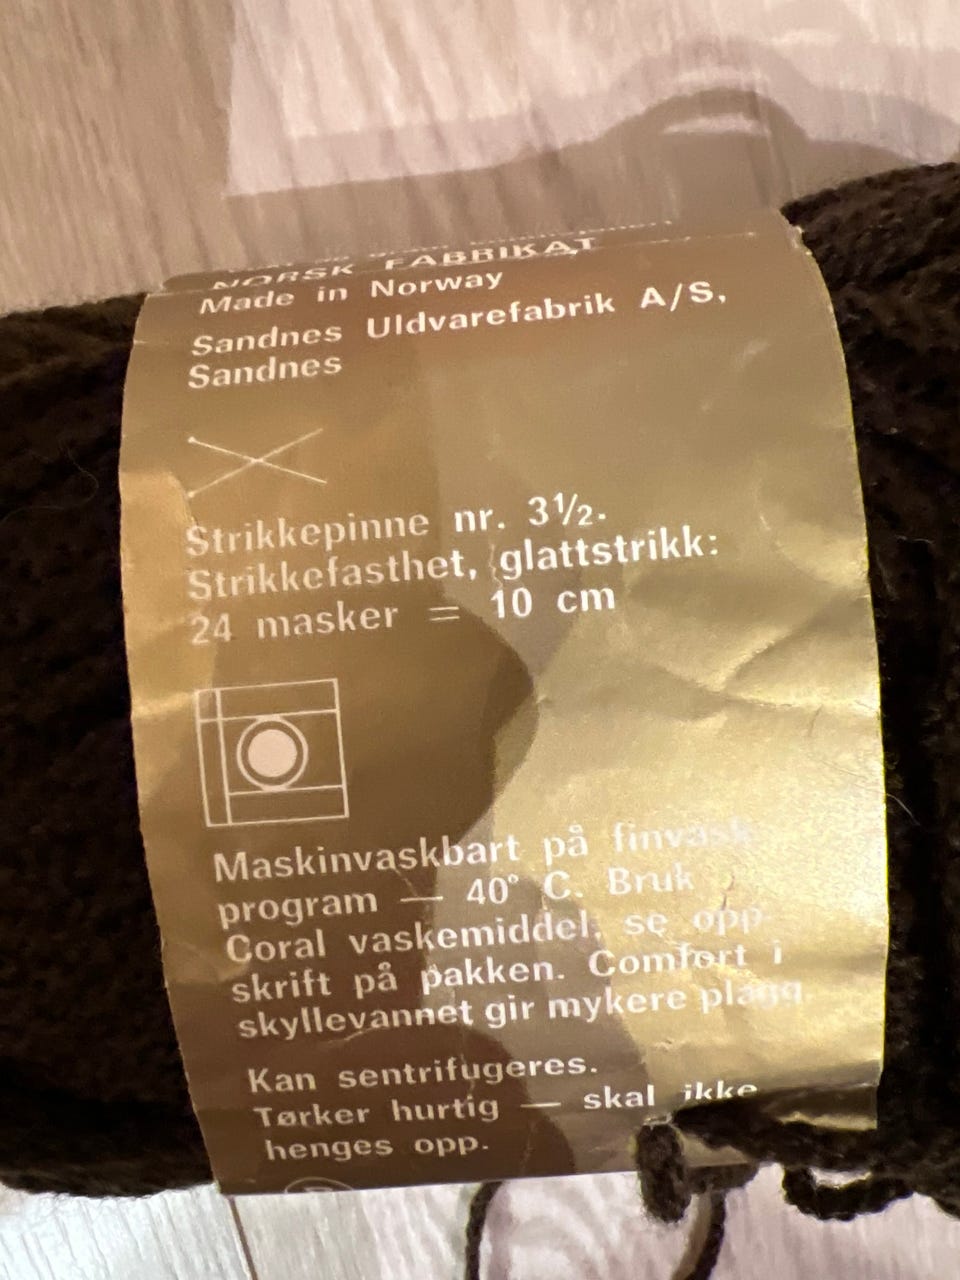 NORSK FABRIKAT
Made in Norway
Sandnes Uldvarefabrik A/S,
Sandnes
Strikkepinne nr. 3½.
Strikkefasthet, glattstrikk:
24 masker = 10 cm
Maskinvaskbart på finvask-
program — 40° C. Bruk
Coral vaskemiddel, se opp-
skrift på pakken. Comfort i
skyllevannet gir mykere plagg.
Kan sentrifugeres.
Tørker hurtig — skal ikke
henges opp.